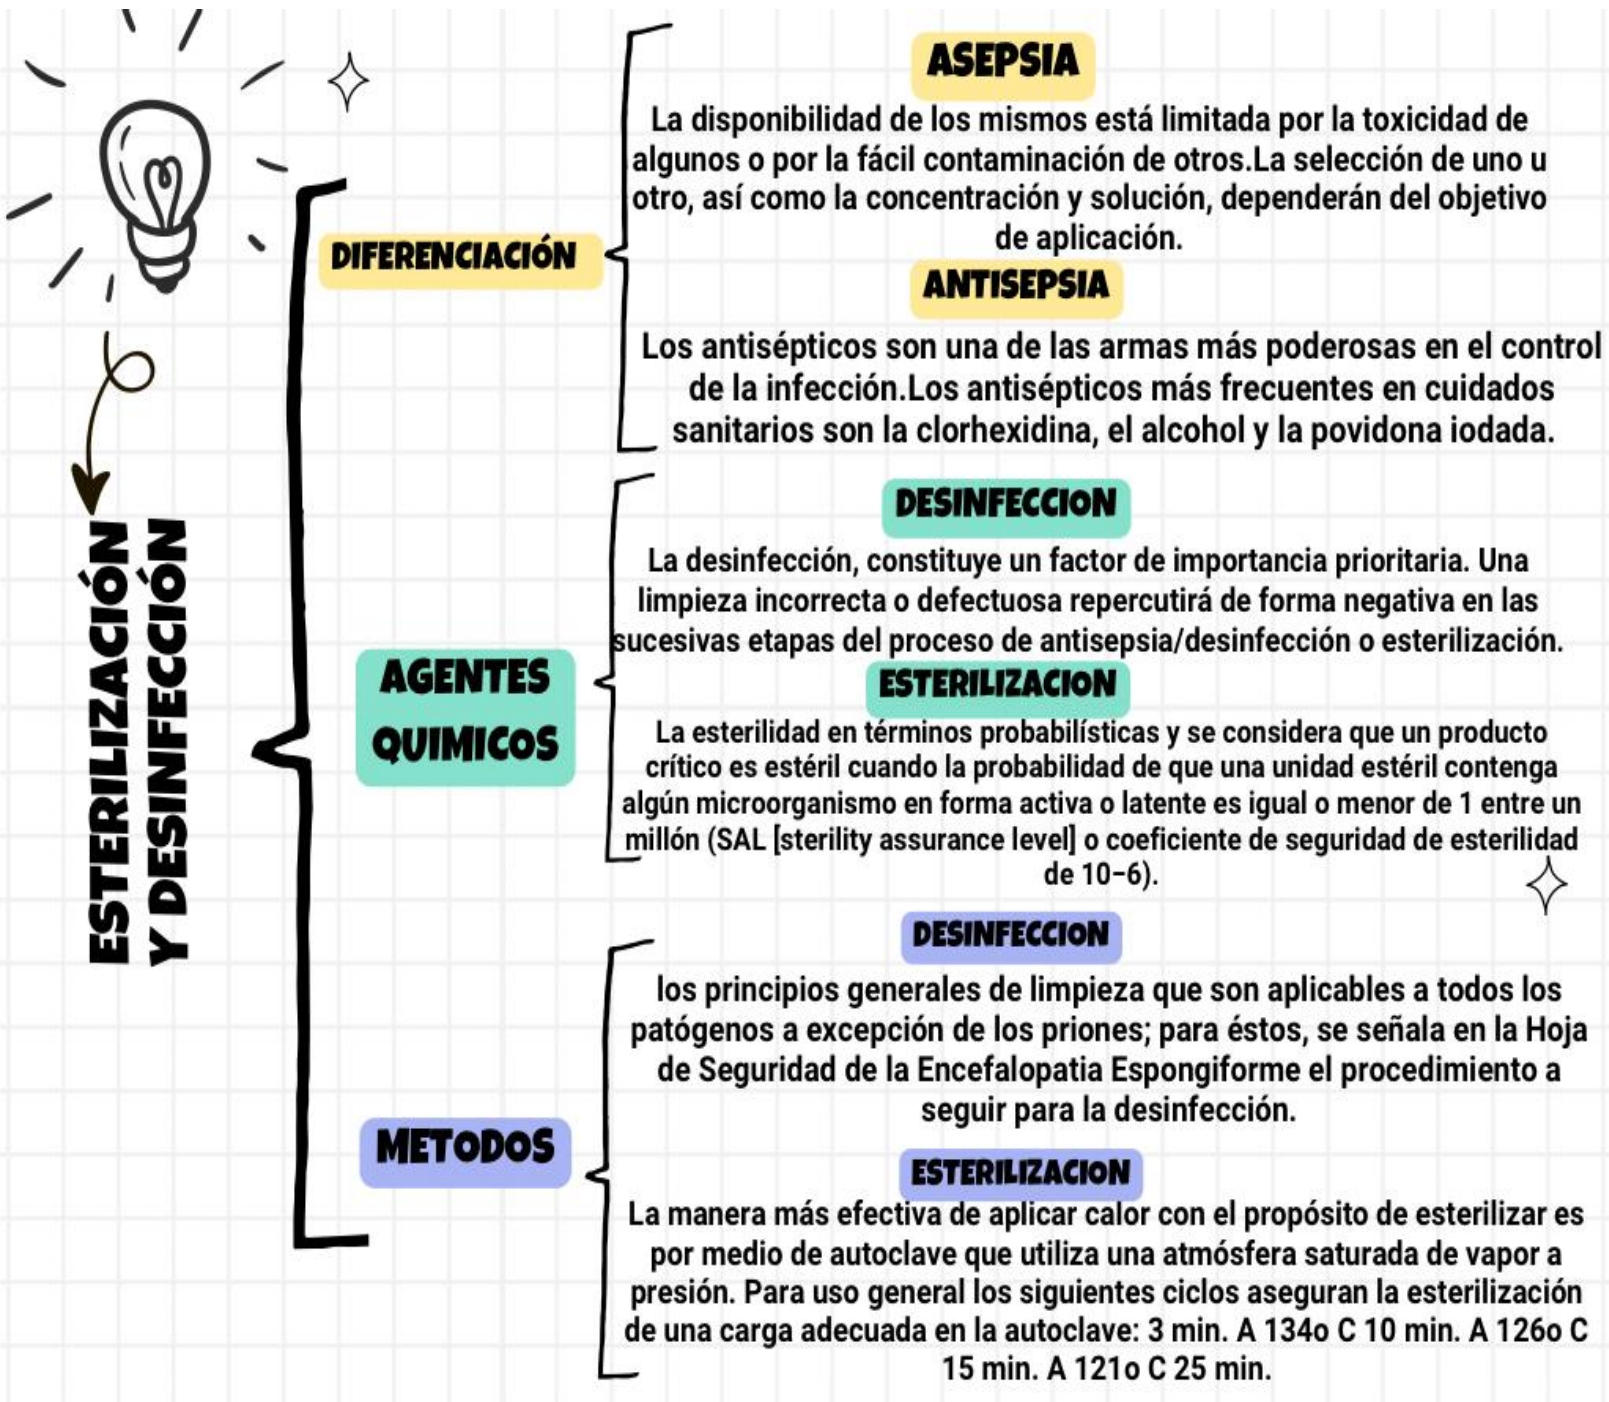 ESTERILIZACIÓN
Y DESINFECCIÓN
DIFERENCIACIÓN
ASEPSIA
La disponibilidad de los mismos está limitada por la toxicidad de
algunos o por la fácil contaminación de otros.La selección de uno u
otro, así como la concentración y solución, dependerán del objetivo
de aplicación.
ANTISEPSIA
Los antisépticos son una de las armas más poderosas en el control
de la infección.Los antisépticos más frecuentes en cuidados
sanitarios son la clorhexidina, el alcohol y la povidona iodada.
AGENTES
QUIMICOS
DESINFECCION
La desinfección, constituye un factor de importancia prioritaria. Una
limpieza incorrecta o defectuosa repercutirá de forma negativa en las
sucesivas etapas del proceso de antisepsia/desinfección o esterilización.
ESTERILIZACION
La esterilidad en términos probabilísticas y se considera que un producto
crítico es estéril cuando la probabilidad de que una unidad estéril contenga
algún microorganismo en forma activa o latente es igual o menor de 1 entre un
millón (SAL [sterility assurance level] o coeficiente de seguridad de esterilidad
de 10−6).
METODOS
DESINFECCION
los principios generales de limpieza que son aplicables a todos los
patógenos a excepción de los priones; para éstos, se señala en la Hoja
de Seguridad de la Encefalopatia Espongiforme el procedimiento a
seguir para la desinfección.
ESTERILIZACION
La manera más efectiva de aplicar calor con el propósito de esterilizar es
por medio de autoclave que utiliza una atmósfera saturada de vapor a
presión. Para uso general los siguientes ciclos aseguran la esterilización
de una carga adecuada en la autoclave: 3 min. A 134o C 10 min. A 126o C
15 min. A 121o C 25 min.